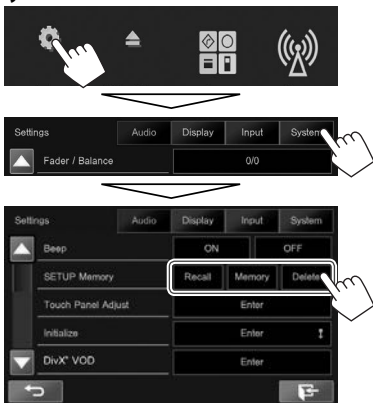 Settings Audio Display Input System
Fader / Balance 0/0
Settings Audio Display Input System
Beep ON OFF
SETUP Memory Recall Memory Delete
Touch Panel Adjust Enter
Initialize Enter
DivX® VOD Enter